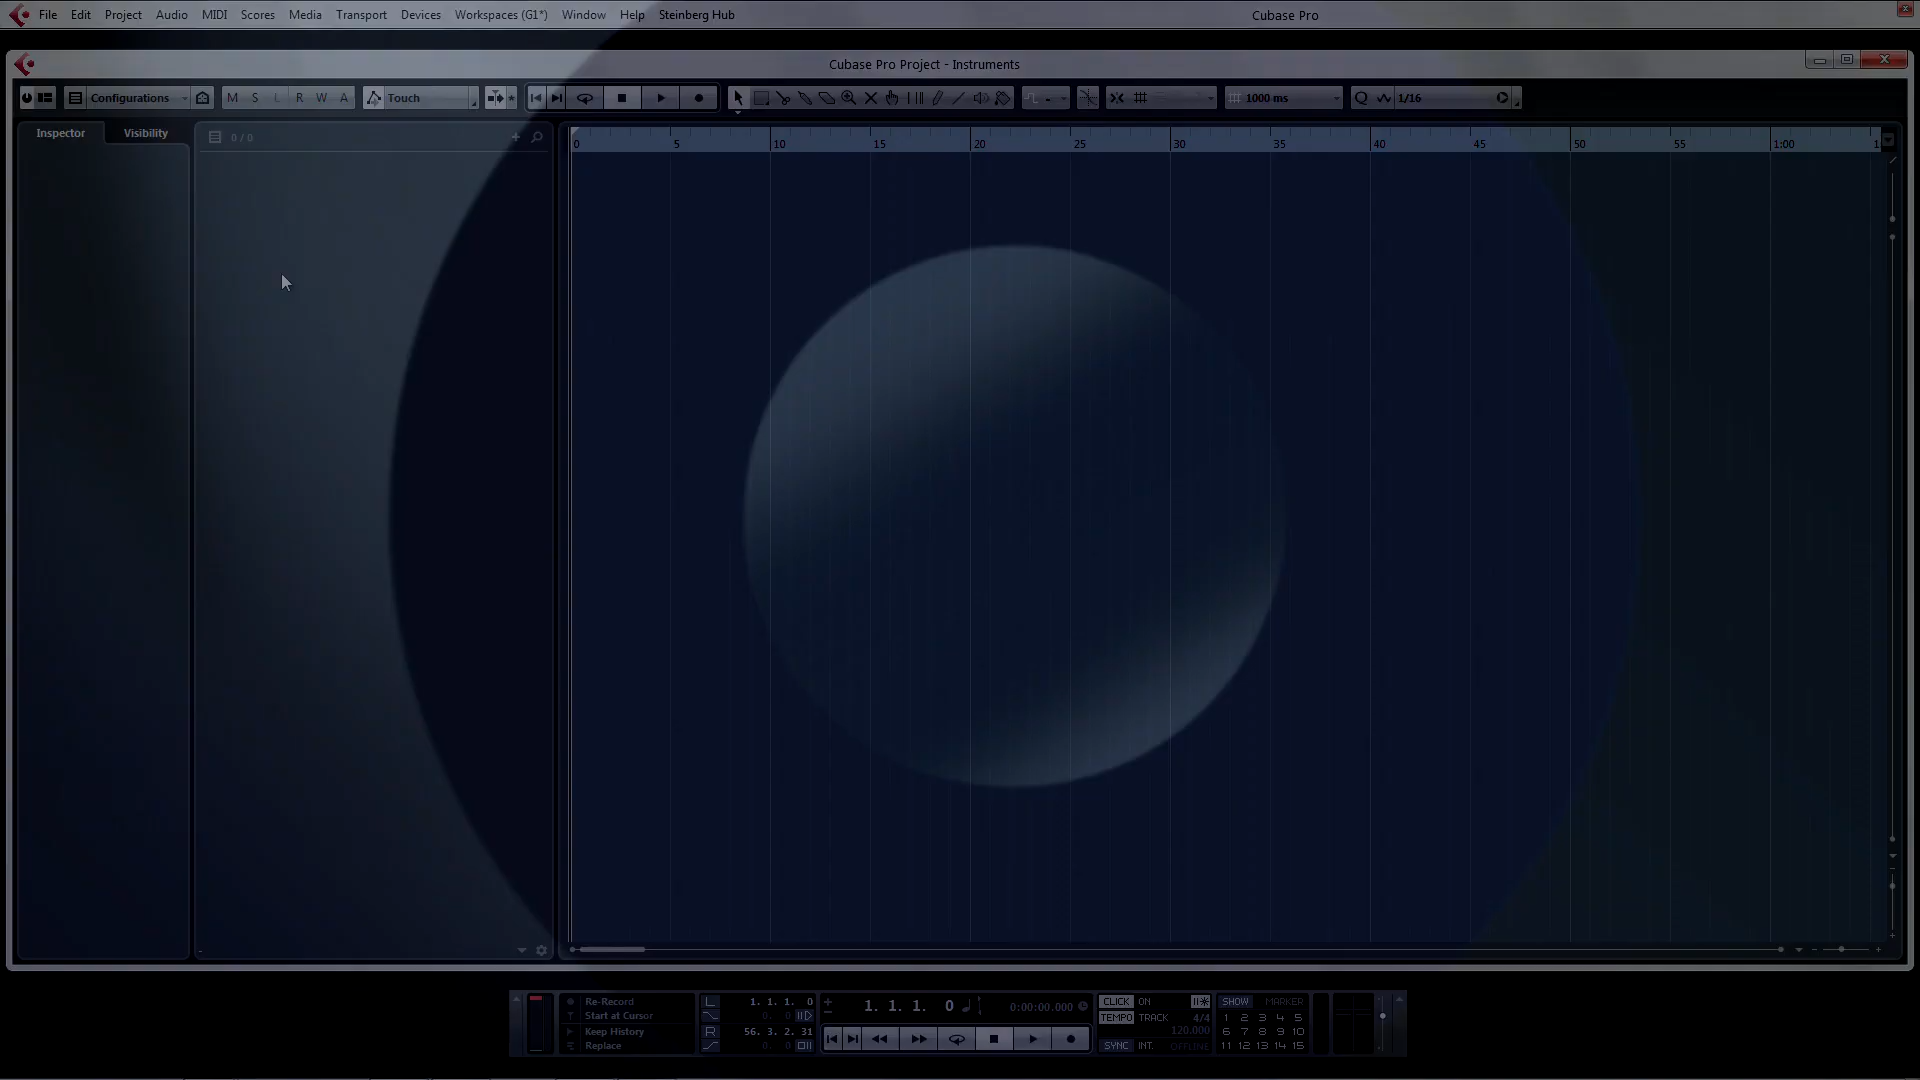 File Edit Project Audio MIDI Scores Media Transport Devices Workspaces (G1*) Window Help Steinberg Hub Cubase Pro
Cubase Pro Project - Instruments
Configurations M S L R W A Touch 1000 ms Q 1/16
Inspector Visibility 0 / 0
0 5 10 15 20 25 30 35 40 45 50 55 1:00
Re-Record
Start at Cursor
Keep History
Replace
L 1. 1. 1. 0
0. 0
R 56. 3. 2. 31
0. 0
1. 1. 1. 0 0:00:00.000
CLICK ON
TEMPO TRACK 4/4
120.000
SYNC INT. OFFLINE
SHOW MARKER
1 2 3 4 5
6 7 8 9 10
11 12 13 14 15